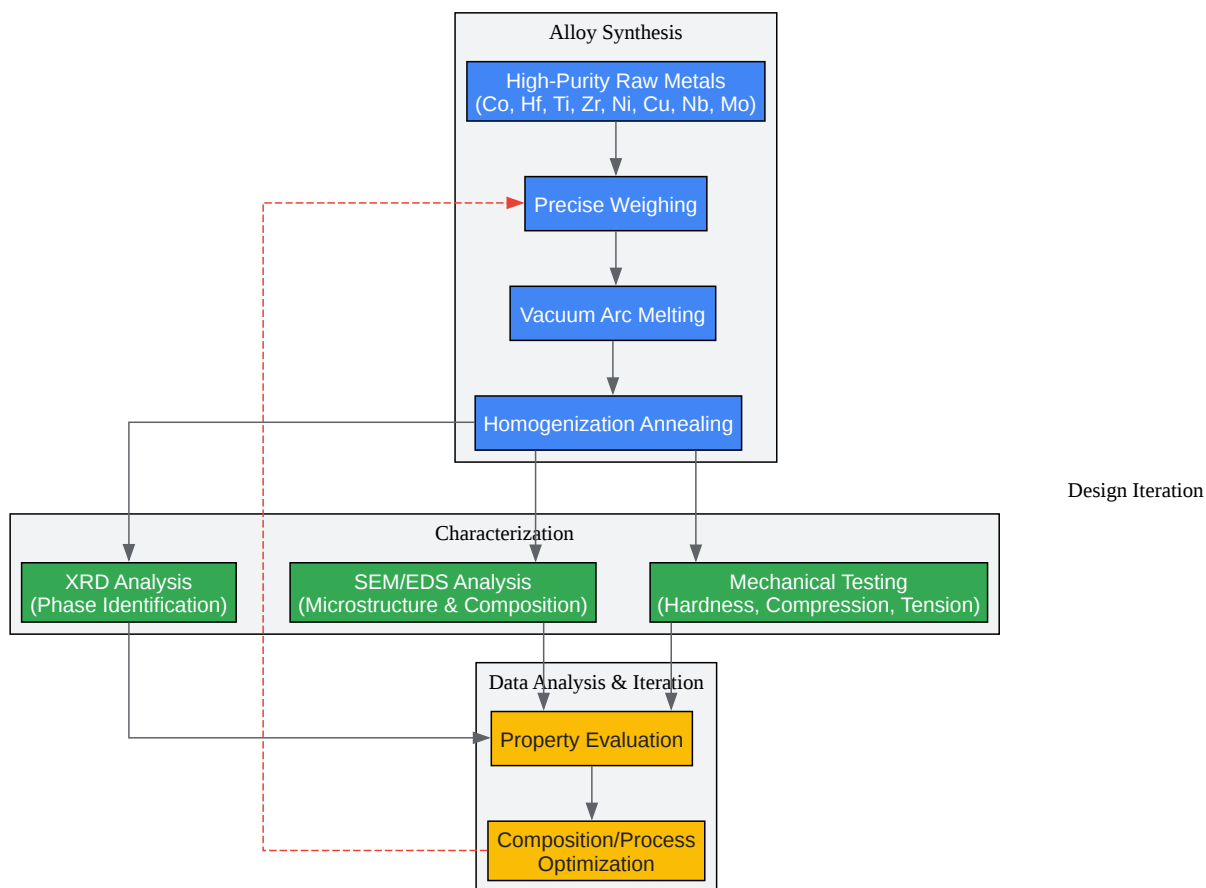 Alloy Synthesis
High-Purity Raw Metals
(Co, Hf, Ti, Zr, Ni, Cu, Nb, Mo)
Precise Weighing
Vacuum Arc Melting
Homogenization Annealing
Design Iteration
Characterization
XRD Analysis
(Phase Identification)
SEM/EDS Analysis
(Microstructure & Composition)
Mechanical Testing
(Hardness, Compression, Tension)
Data Analysis & Iteration
Property Evaluation
Composition/Process
Optimization